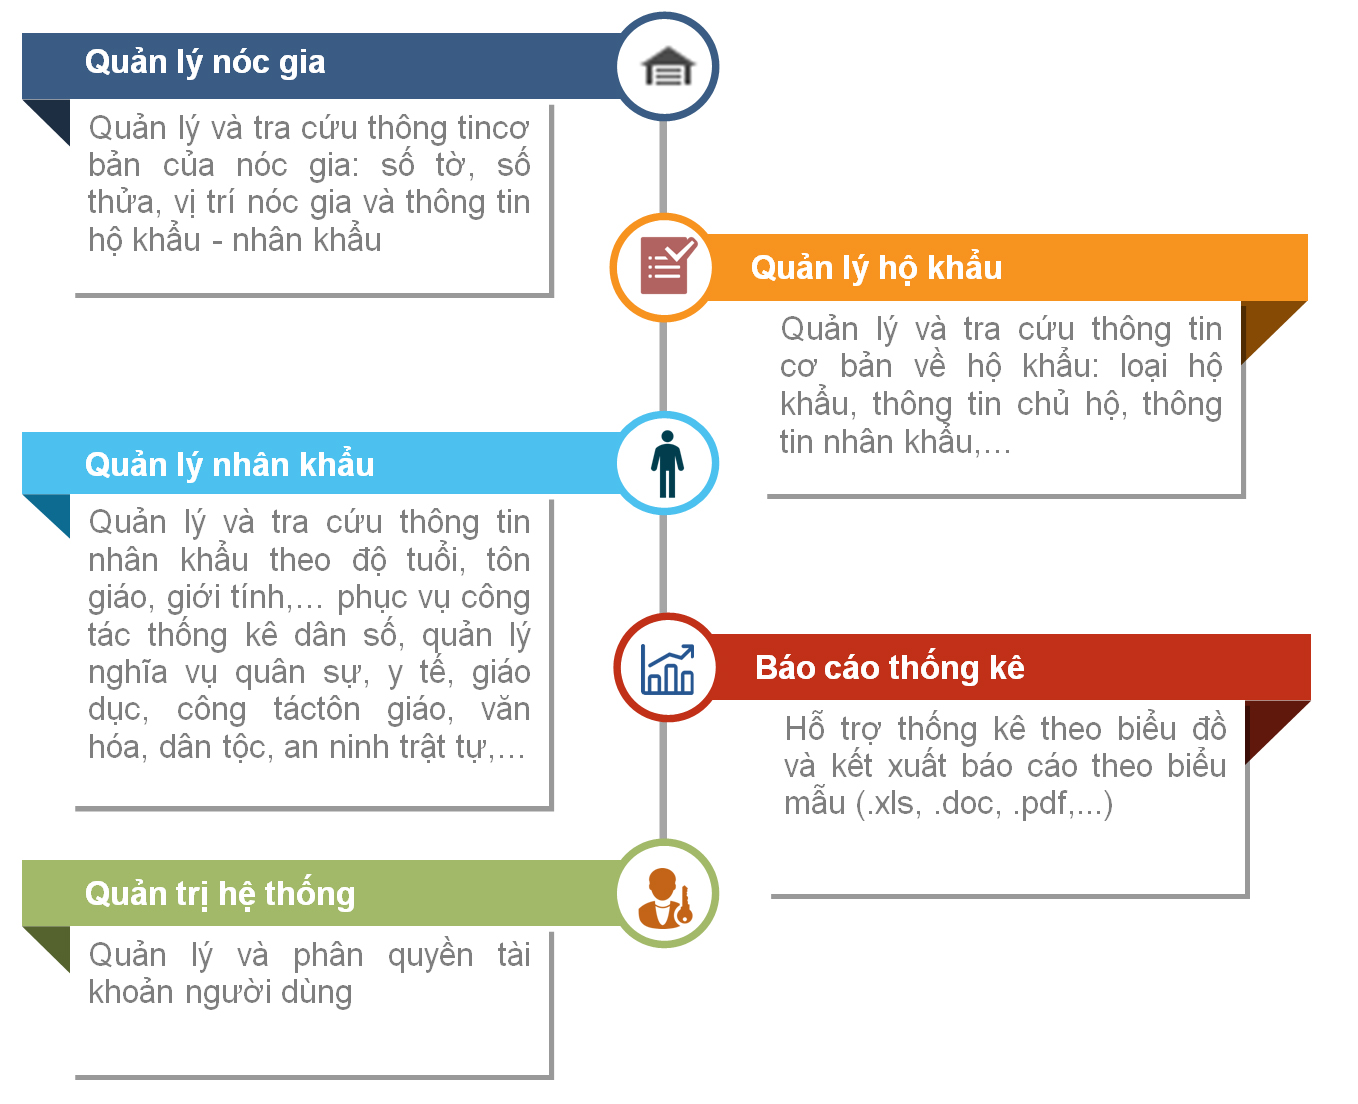 Quản lý nóc gia
Quản lý và tra cứu thông tincơ
bản của nóc gia: số tờ, số
thửa, vị trí nóc gia và thông tin
hộ khẩu - nhân khẩu
Quản lý hộ khẩu
Quản lý và tra cứu thông tin
cơ bản về hộ khẩu: loại hộ
khẩu, thông tin chủ hộ, thông
tin nhân khẩu,...
Quản lý nhân khẩu
Quản lý và tra cứu thông tin
nhân khẩu theo độ tuổi, tôn
giáo, giới tính,... phục vụ công
tác thống kê dân số, quản lý
nghĩa vụ quân sự, y tế, giáo
dục, công táctôn giáo, văn
hóa, dân tộc, an ninh trật tự,...
Báo cáo thống kê
Hỗ trợ thống kê theo biểu đồ
và kết xuất báo cáo theo biểu
mẫu (.xls, .doc, .pdf,...)
Quản trị hệ thống
Quản lý và phân quyền tài
khoản người dùng